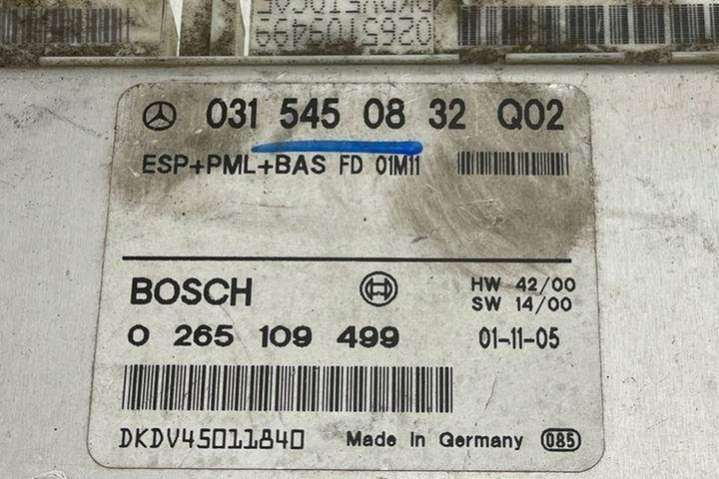 0265109499
031 545 08 32 Q02
ESP+PML+BAS FD 01M11
BOSCH
HW 42/00
SW 14/00
0 265 109 499
01-11-05
DKDV45011840
Made in Germany 085